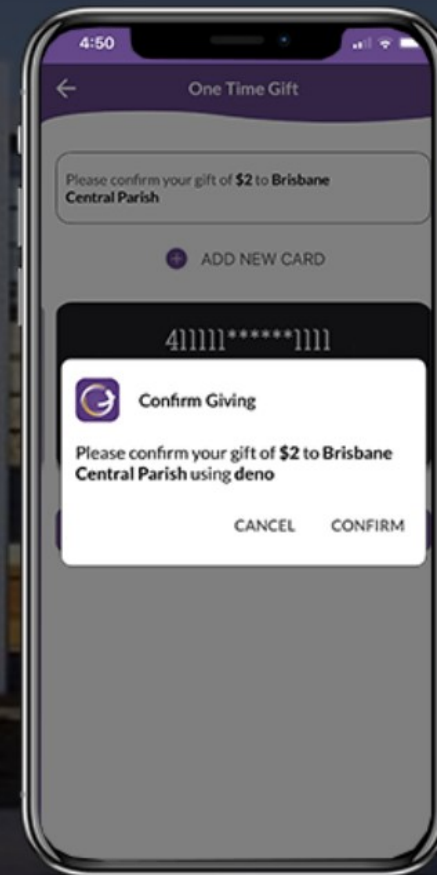 4:50
One Time Gift
Please confirm your gift of $2 to Brisbane
Central Parish
ADD NEW CARD
411111******1111
Confirm Giving
Please confirm your gift of $2 to Brisbane
Central Parish using deno
CANCEL
CONFIRM